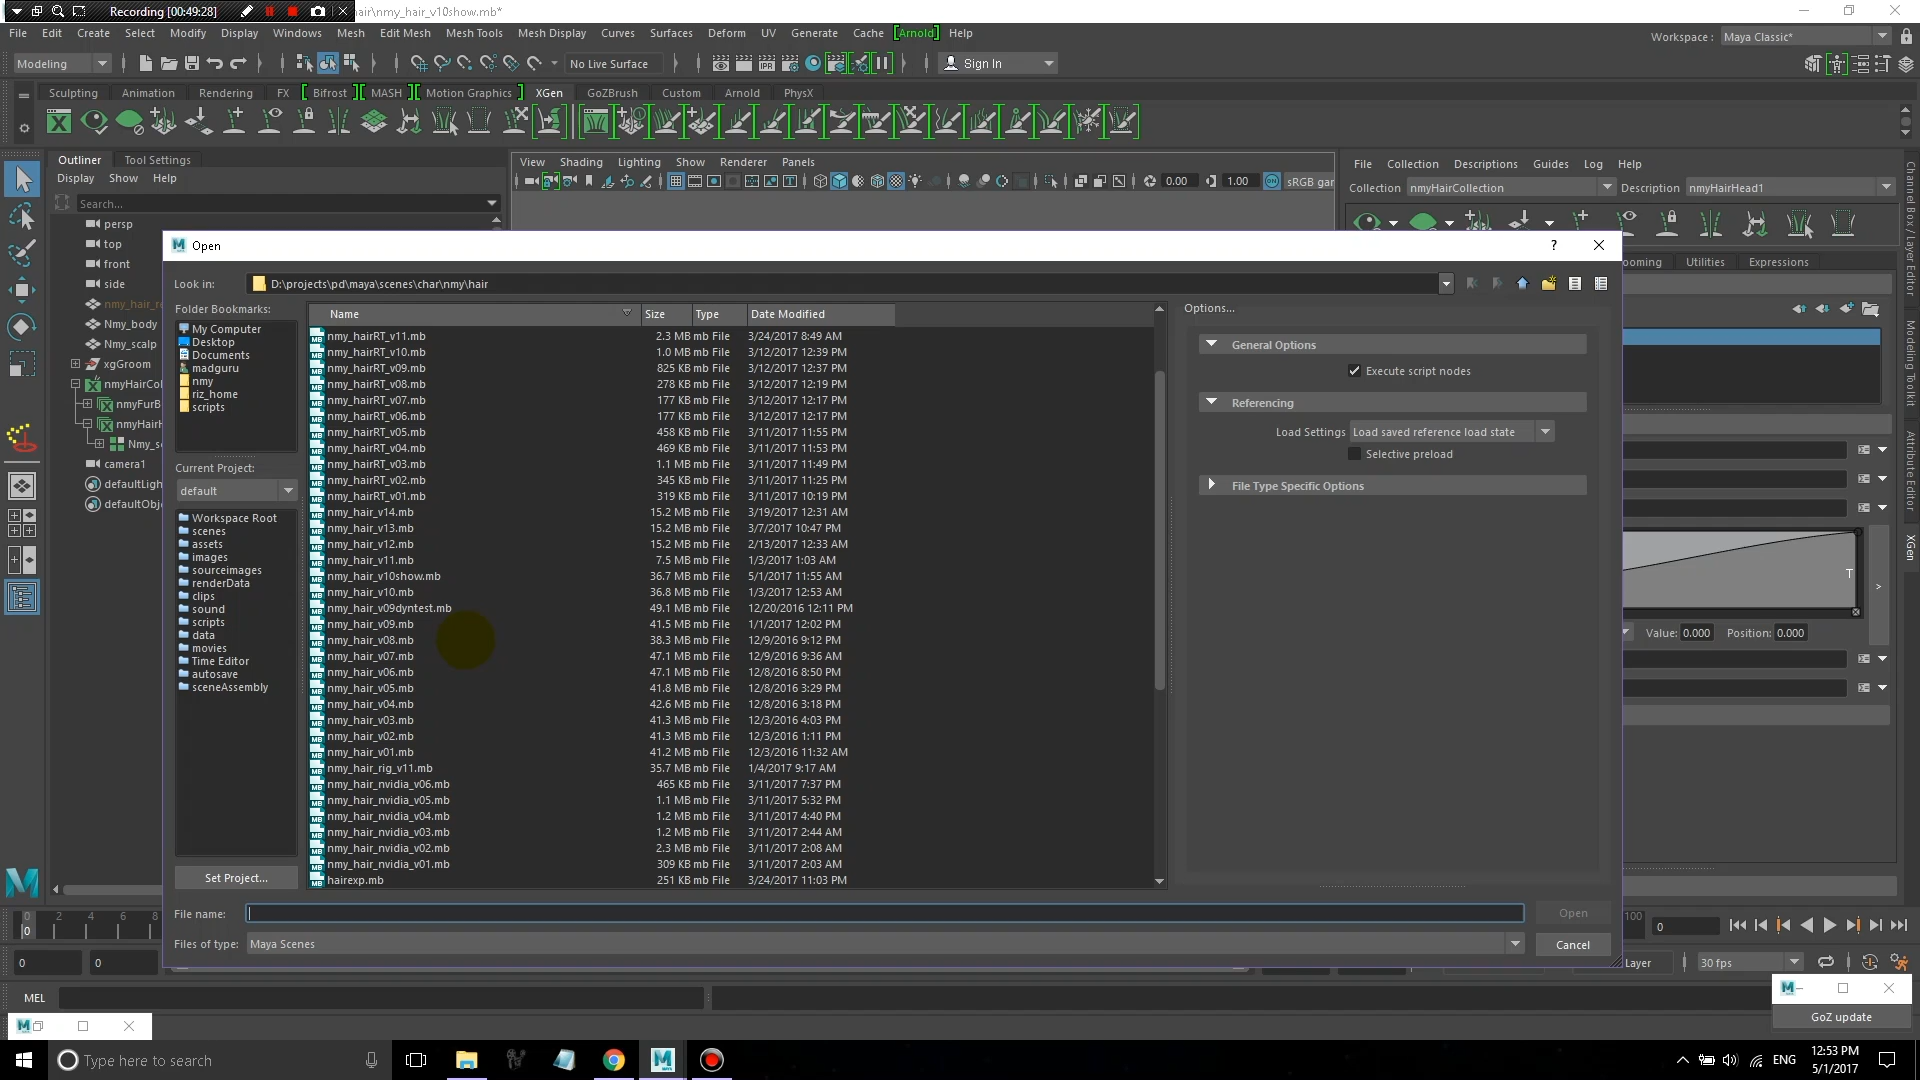 Recording [00:49:28] air\nmy_hair_v10show.mb*
File Edit Create Select Modify Display Windows Mesh Edit Mesh Mesh Tools Mesh Display Curves Surfaces Deform UV Generate Cache [Arnold] Help
Workspace : Maya Classic*
Modeling No Live Surface Sign In
Sculpting Animation Rendering FX Bifrost MASH Motion Graphics XGen GoZBrush Custom Arnold PhysX
Outliner Tool Settings
Display Show Help
Search...
View Shading Lighting Show Renderer Panels
0.00 1.00 sRGB gar
File Collection Descriptions Guides Log Help
Collection nmyHairCollection Description nmyHairHead1
ooming Utilities Expressions
Channel Box / Layer Editor
Modeling Toolkit
Attribute Editor
XGen
persp
top
front
side
nmy_hair_r
Nmy_body
Nmy_scalp
xgGroom
nmyHairCol
nmyFurB
nmyHairH
Nmy_s
camera1
defaultLigh
defaultObj
Open
?
Look in: D:\projects\pd\maya\scenes\char\nmy\hair
Folder Bookmarks:
My Computer
Desktop
Documents
madguru
nmy
riz_home
scripts
Current Project:
default
Workspace Root
scenes
assets
images
sourceimages
renderData
clips
sound
scripts
data
movies
Time Editor
autosave
sceneAssembly
Set Project...
Name Size Type Date Modified
nmy_hairRT_v11.mb 2.3 MB mb File 3/24/2017 8:49 AM
nmy_hairRT_v10.mb 1.0 MB mb File 3/12/2017 12:39 PM
nmy_hairRT_v09.mb 825 KB mb File 3/12/2017 12:37 PM
nmy_hairRT_v08.mb 278 KB mb File 3/12/2017 12:19 PM
nmy_hairRT_v07.mb 177 KB mb File 3/12/2017 12:17 PM
nmy_hairRT_v06.mb 177 KB mb File 3/12/2017 12:17 PM
nmy_hairRT_v05.mb 458 KB mb File 3/11/2017 11:55 PM
nmy_hairRT_v04.mb 469 KB mb File 3/11/2017 11:53 PM
nmy_hairRT_v03.mb 1.1 MB mb File 3/11/2017 11:49 PM
nmy_hairRT_v02.mb 345 KB mb File 3/11/2017 11:25 PM
nmy_hairRT_v01.mb 319 KB mb File 3/11/2017 10:19 PM
nmy_hair_v14.mb 15.2 MB mb File 3/19/2017 12:31 AM
nmy_hair_v13.mb 15.2 MB mb File 3/7/2017 10:47 PM
nmy_hair_v12.mb 15.2 MB mb File 2/13/2017 12:33 AM
nmy_hair_v11.mb 7.5 MB mb File 1/3/2017 1:03 AM
nmy_hair_v10show.mb 36.7 MB mb File 5/1/2017 11:55 AM
nmy_hair_v10.mb 36.8 MB mb File 1/3/2017 12:53 AM
nmy_hair_v09dyntest.mb 49.1 MB mb File 12/20/2016 12:11 PM
nmy_hair_v09.mb 41.5 MB mb File 1/1/2017 12:02 PM
nmy_hair_v08.mb 38.3 MB mb File 12/9/2016 9:12 PM
nmy_hair_v07.mb 47.1 MB mb File 12/9/2016 9:36 AM
nmy_hair_v06.mb 47.1 MB mb File 12/8/2016 8:50 PM
nmy_hair_v05.mb 41.8 MB mb File 12/8/2016 3:29 PM
nmy_hair_v04.mb 42.6 MB mb File 12/8/2016 3:18 PM
nmy_hair_v03.mb 41.3 MB mb File 12/3/2016 4:03 PM
nmy_hair_v02.mb 41.3 MB mb File 12/3/2016 1:11 PM
nmy_hair_v01.mb 41.2 MB mb File 12/3/2016 11:32 AM
nmy_hair_rig_v11.mb 35.7 MB mb File 1/4/2017 9:17 AM
nmy_hair_nvidia_v06.mb 465 KB mb File 3/11/2017 7:37 PM
nmy_hair_nvidia_v05.mb 1.1 MB mb File 3/11/2017 5:32 PM
nmy_hair_nvidia_v04.mb 1.2 MB mb File 3/11/2017 4:40 PM
nmy_hair_nvidia_v03.mb 1.2 MB mb File 3/11/2017 2:44 AM
nmy_hair_nvidia_v02.mb 2.3 MB mb File 3/11/2017 2:08 AM
nmy_hair_nvidia_v01.mb 309 KB mb File 3/11/2017 2:03 AM
hairexp.mb 251 KB mb File 3/24/2017 11:03 PM
Options...
General Options
Execute script nodes
Referencing
Load Settings Load saved reference load state
Selective preload
File Type Specific Options
File name: Open
Files of type: Maya Scenes Cancel
T
>
Value: 0.000 Position: 0.000
0 2 4 6 8 100
0 0
0 0 Layer 30 fps
MEL
GoZ update
Type here to search
ENG
12:53 PM
5/1/2017